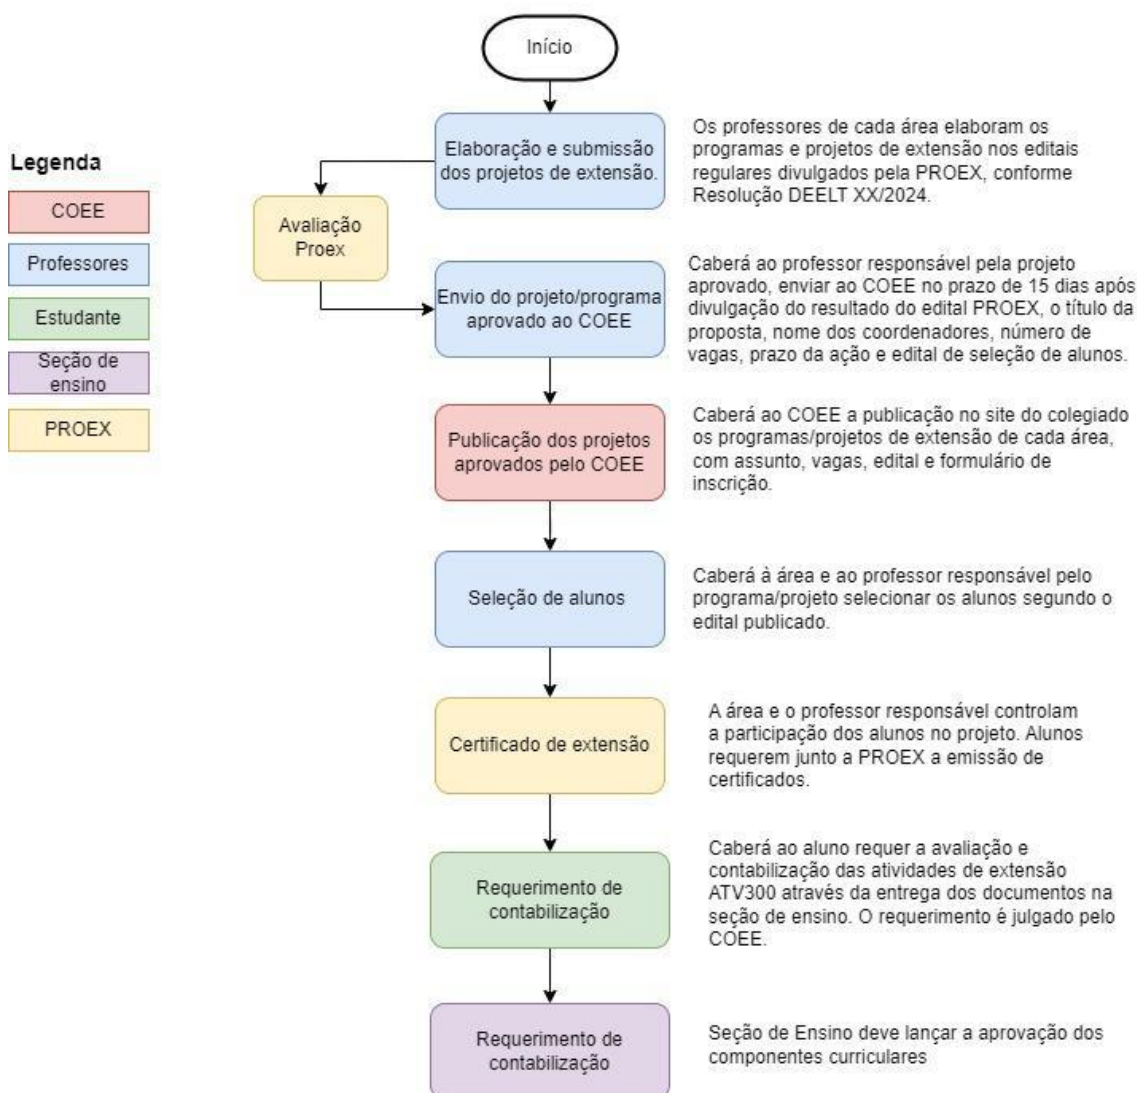 Início
Elaboração e submissão
dos projetos de extensão.
Os professores de cada área elaboram os
programas e projetos de extensão nos editais
regulares divulgados pela PROEX, conforme
Resolução DEELT XX/2024.
Legenda
COEE
Professores
Estudante
Seção de
ensino
PROEX
Avaliação
Proex
Envio do projeto/programa
aprovado ao COEE
Caberá ao professor responsável pela projeto
aprovado, enviar ao COEE no prazo de 15 dias após
divulgação do resultado do edital PROEX, o título da
proposta, nome dos coordenadores, número de
vagas, prazo da ação e edital de seleção de alunos.
Publicação dos projetos
aprovados pelo COEE
Caberá ao COEE a publicação no site do colegiado
os programas/projetos de extensão de cada área,
com assunto, vagas, edital e formulário de
inscrição.
Seleção de alunos
Caberá à área e ao professor responsável pelo
programa/projeto selecionar os alunos segundo o
edital publicado.
Certificado de extensão
A área e o professor responsável controlam
a participação dos alunos no projeto. Alunos
requerem junto a PROEX a emissão de
certificados.
Requerimento de
contabilização
Caberá ao aluno requer a avaliação e
contabilização das atividades de extensão
ATV300 através da entrega dos documentos na
seção de ensino. O requerimento é julgado pelo
COEE.
Requerimento de
contabilização
Seção de Ensino deve lançar a aprovação dos
componentes curriculares